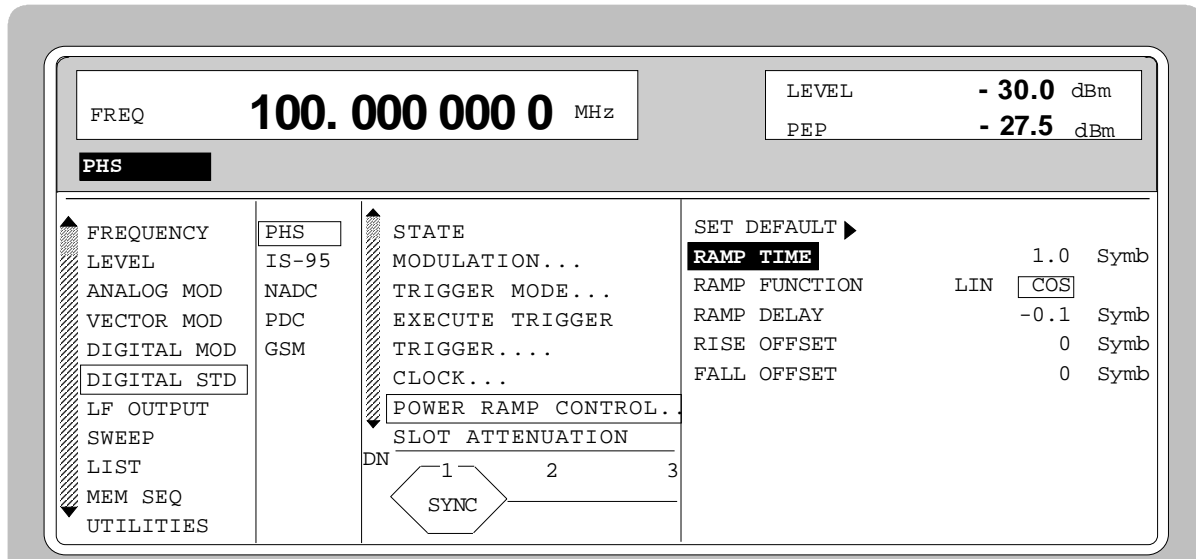 FREQ 100. 000 000 0 MHz
LEVEL - 30.0 dBm
PEP - 27.5 dBm
PHS
FREQUENCY
LEVEL
ANALOG MOD
VECTOR MOD
DIGITAL MOD
DIGITAL STD
LF OUTPUT
SWEEP
LIST
MEM SEQ
UTILITIES
PHS
IS-95
NADC
PDC
GSM
STATE
MODULATION...
TRIGGER MODE...
EXECUTE TRIGGER
TRIGGER....
CLOCK...
POWER RAMP CONTROL..
SLOT ATTENUATION
DN 1 2 3
SYNC
SET DEFAULT
RAMP TIME 1.0 Symb
RAMP FUNCTION LIN COS
RAMP DELAY -0.1 Symb
RISE OFFSET 0 Symb
FALL OFFSET 0 Symb